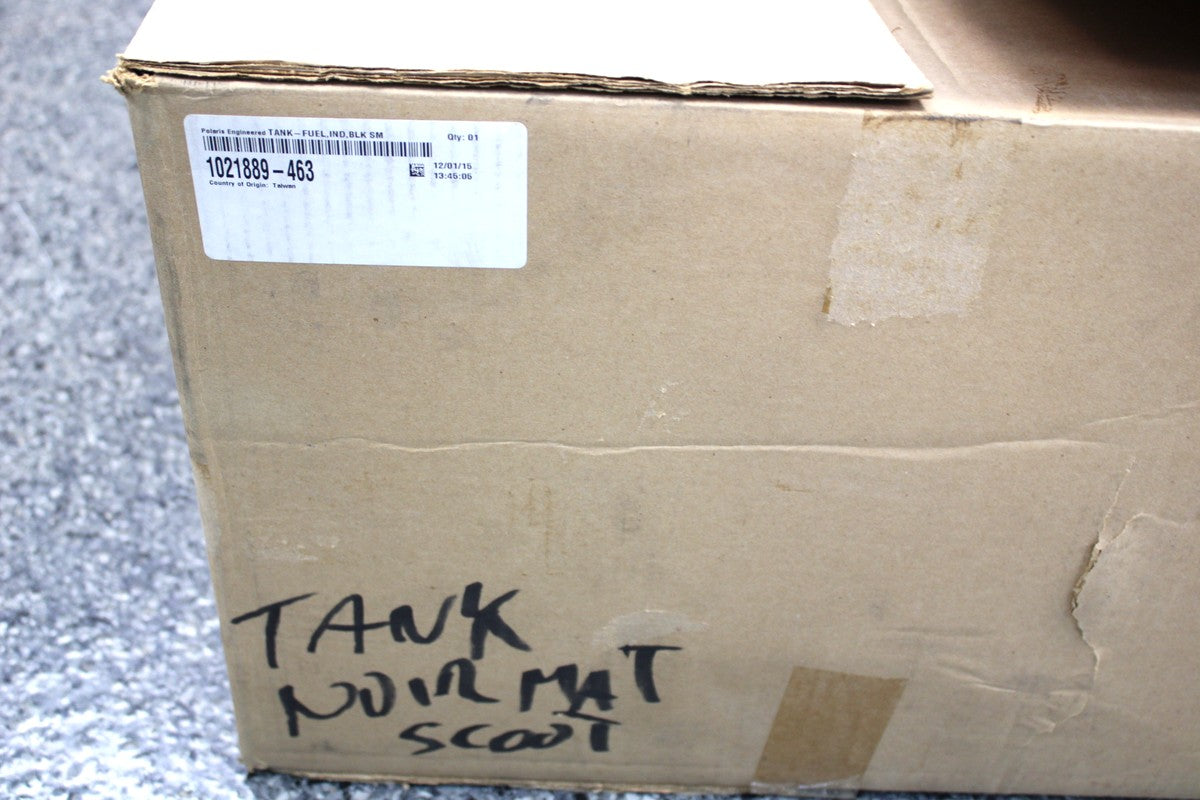 Polaris Engineered TANK-FUEL,IND,BLK SM Qty: 01
1021889-463 12/01/15
13:45:05
Country of Origin: Taiwan
TANK
NOIR MAT
SCOOT